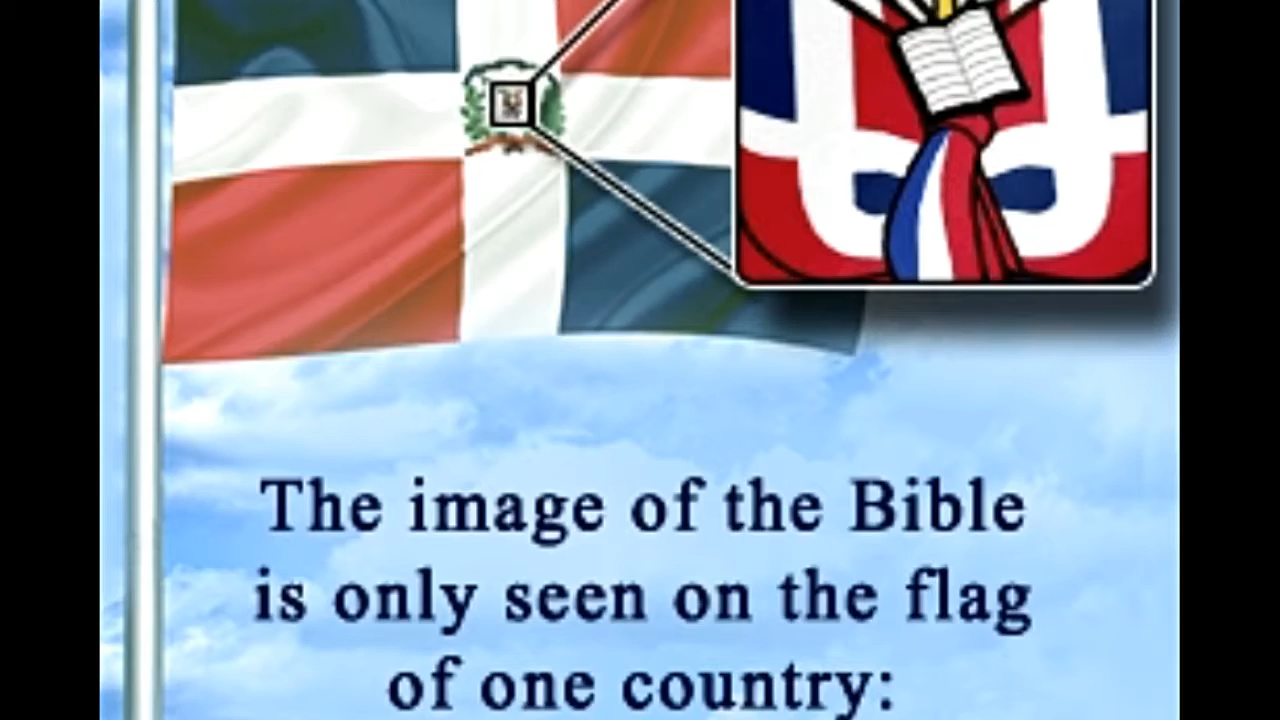 The image of the Bible
is only seen on the flag
of one country: